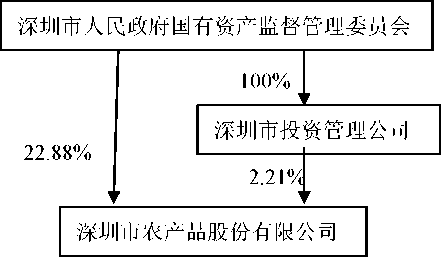 深圳市人民政府国有资产监督管理委员会
100%
深圳市投资管理公司
22.88%
2.21%
深圳市农产品股份有限公司